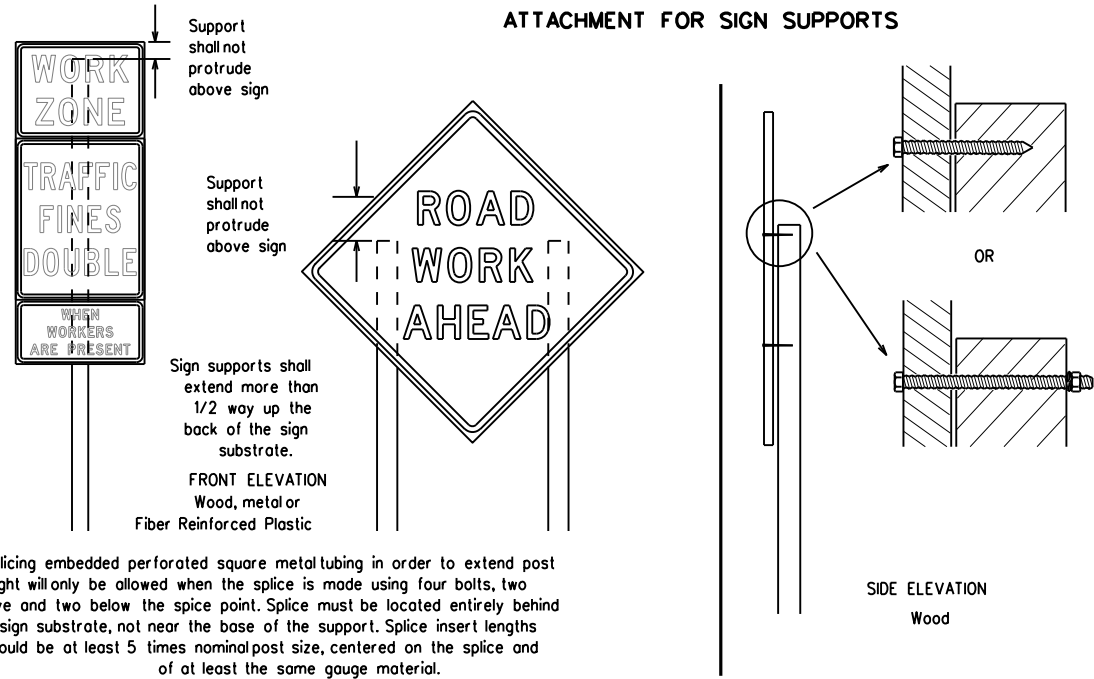 ATTACHMENT FOR SIGN SUPPORTS
Support
shall not
protrude
above sign
WORK
ZONE
TRAFFIC
FINES
DOUBLE
WHEN
WORKERS
ARE PRESENT
Support
shall not
protrude
above sign
ROAD
WORK
AHEAD
Sign supports shall
extend more than
1/2 way up the
back of the sign
substrate.
FRONT ELEVATION
Wood, metal or
Fiber Reinforced Plastic
licing embedded perforated square metal tubing in order to extend post
ght will only be allowed when the splice is made using four bolts, two
ve and two below the spice point. Splice must be located entirely behind
sign substrate, not near the base of the support. Splice insert lengths
ould be at least 5 times nominal post size, centered on the splice and
of at least the same gauge material.
OR
SIDE ELEVATION
Wood